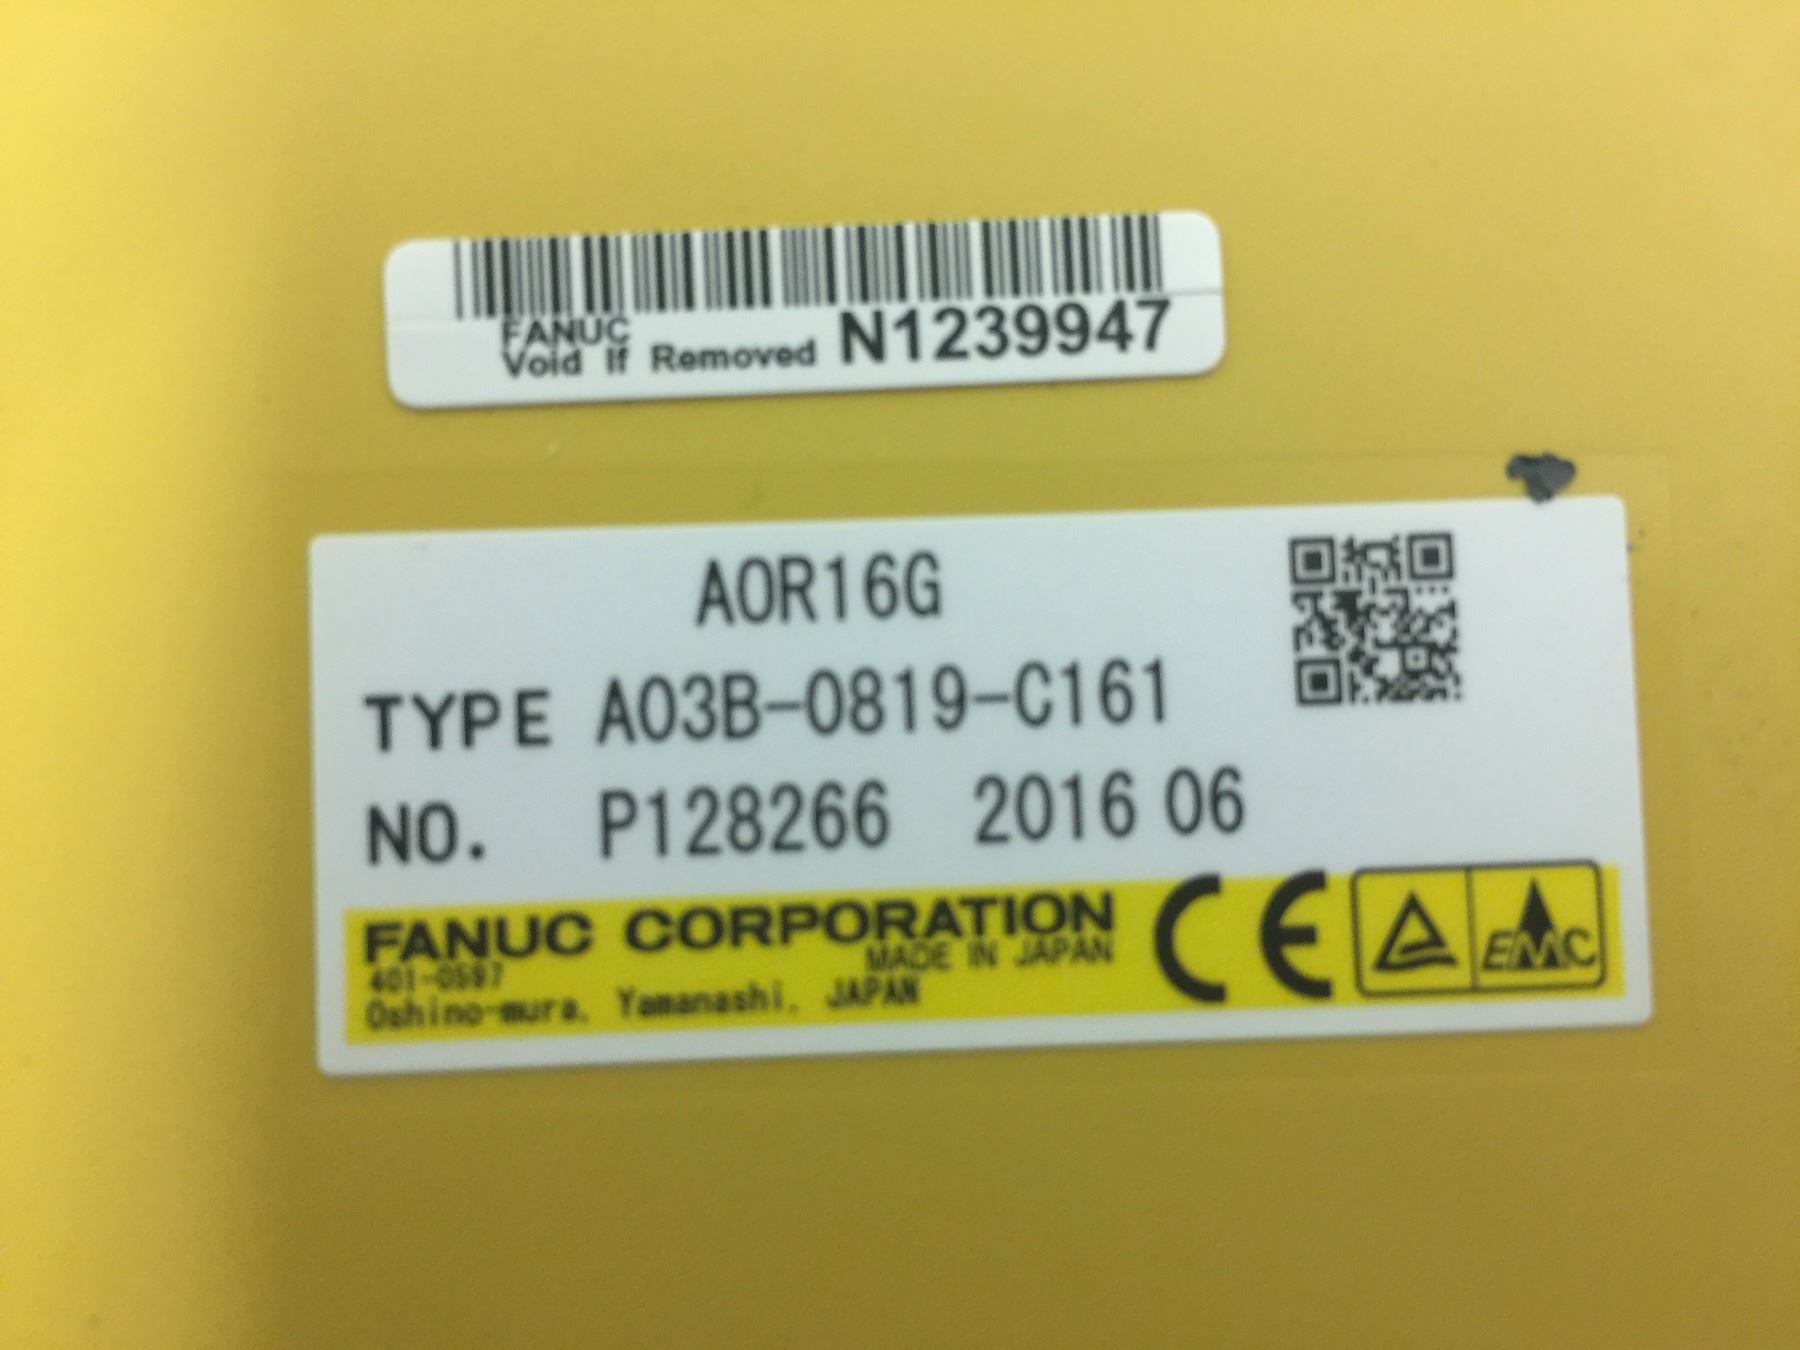 FANUC
Void If Removed N1239947
AOR16G
TYPE A03B-0819-C161
NO. P128266 2016 06
FANUC CORPORATION
MADE IN JAPAN
401-0597
Oshino-mura, Yamanashi, JAPAN
CE
EMC